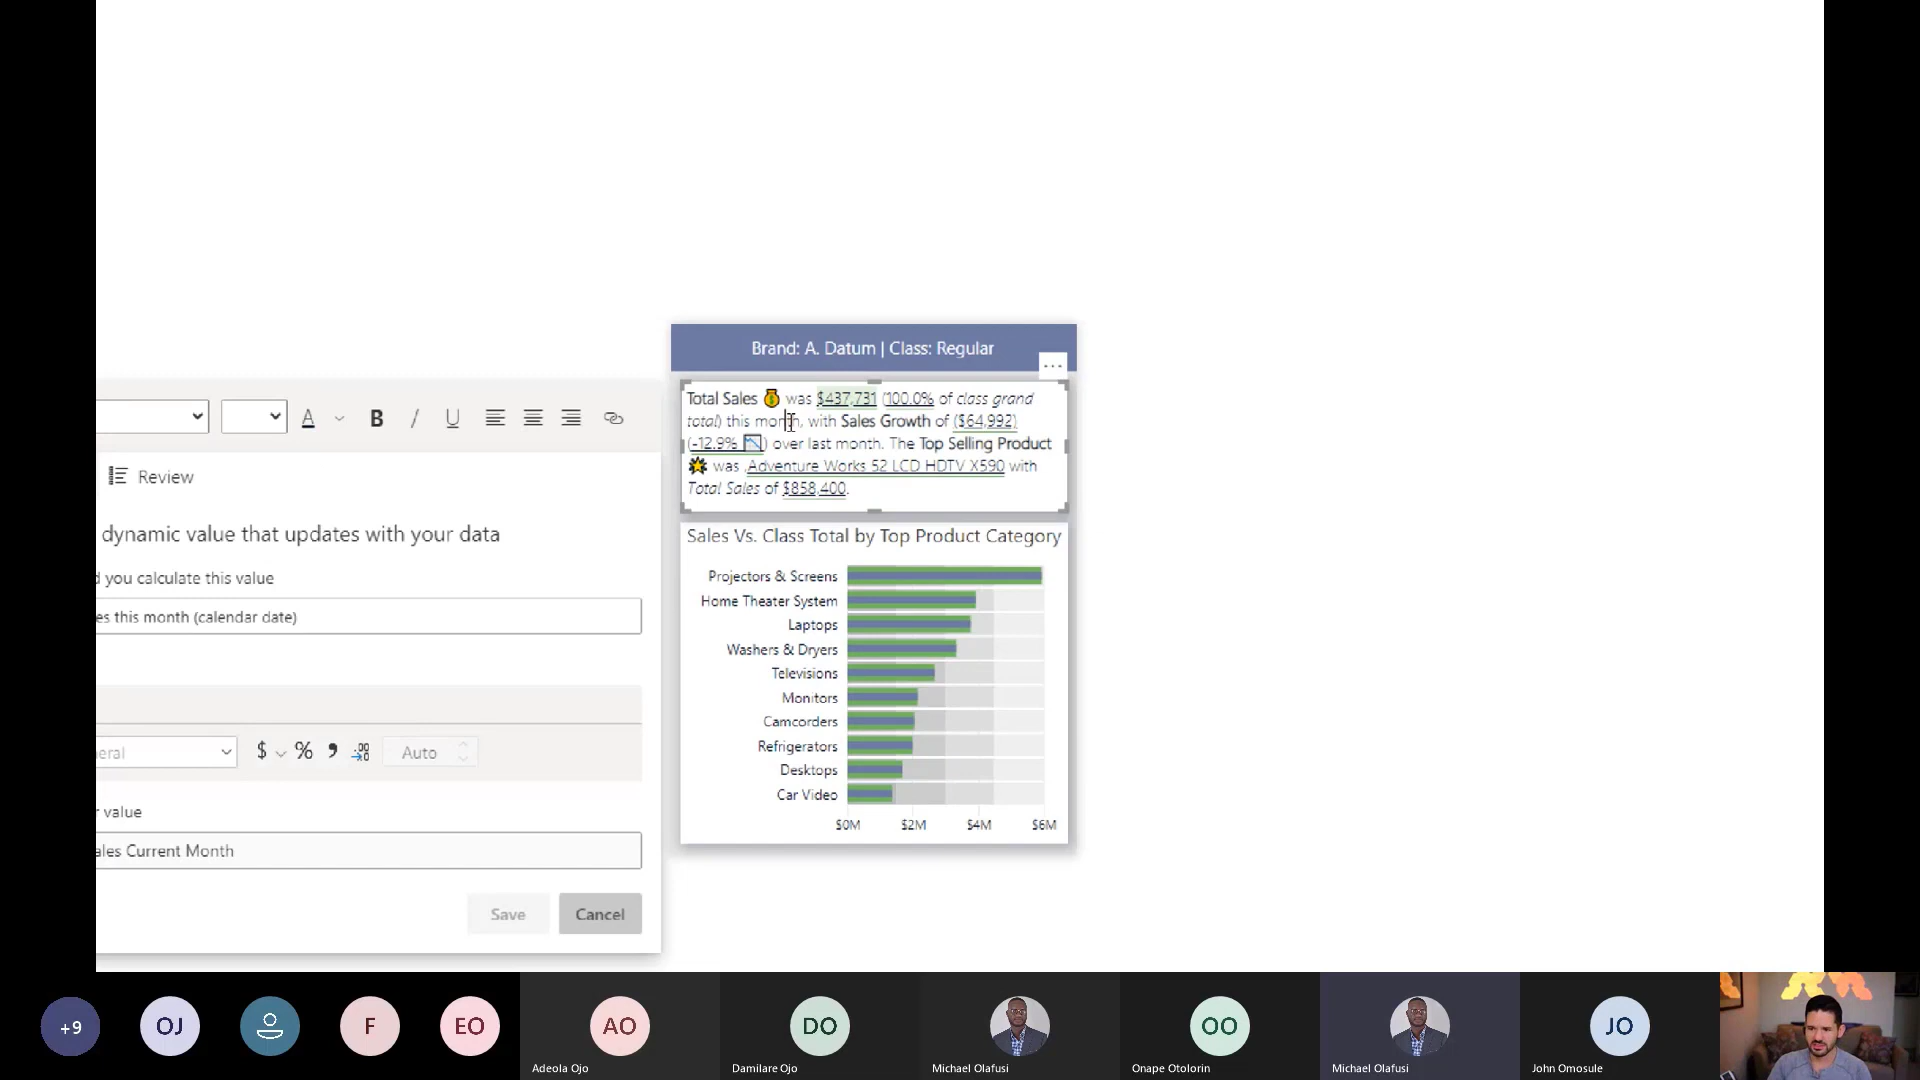 Brand: A. Datum | Class: Regular
Total Sales 💰 was $437,731 (100.0% of class grand
total) this month, with Sales Growth of ($64,992)
(-12.9% 📉) over last month. The Top Selling Product
🌟 was ,Adventure Works 52 LCD HDTV X590 with
Total Sales of $858,400.
A
B
/
U
Review
dynamic value that updates with your data
d you calculate this value
es this month (calendar date)
eral
$
%
Auto
r value
ales Current Month
Save
Cancel
Sales Vs. Class Total by Top Product Category
Projectors & Screens
Home Theater System
Laptops
Washers & Dryers
Televisions
Monitors
Camcorders
Refrigerators
Desktops
Car Video
$0M
$2M
$4M
$6M
+9
OJ
F
EO
AO
Adeola Ojo
DO
Damilare Ojo
Michael Olafusi
OO
Onape Otolorin
Michael Olafusi
JO
John Omosule